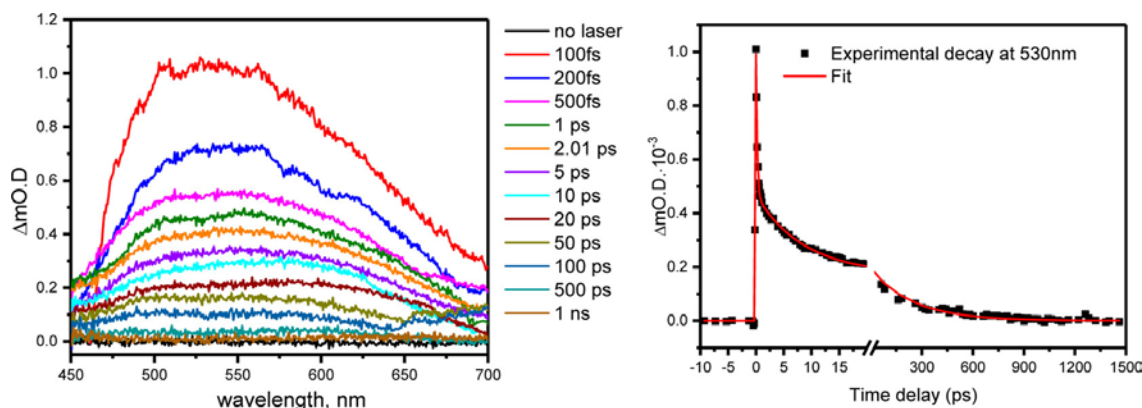 1.2
1.0
0.8
0.6
0.4
0.2
0.0
ΔmO.D
450 500 550 600 650 700
wavelength, nm
no laser
100fs
200fs
500fs
1 ps
2.01 ps
5 ps
10 ps
20 ps
50 ps
100 ps
500 ps
1 ns
1.0
0.8
0.6
0.4
0.2
0.0
ΔmO.D.·10⁻³
Experimental decay at 530nm
Fit
-10 -5 0 5 10 15 300 600 900 1200 1500
Time delay (ps)